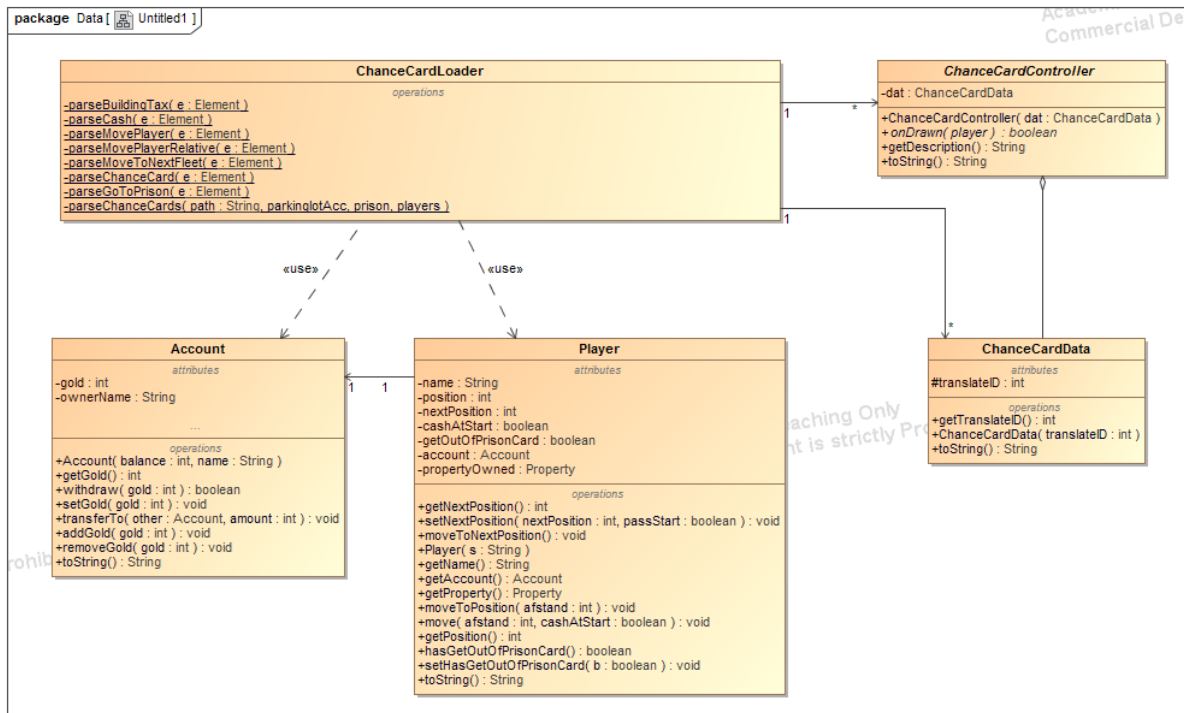 package Data [ Untitled1 ]
Commercial De
ChanceCardLoader
operations
-parseBuildingTax( e : Element )
-parseCash( e : Element )
-parseMovePlayer( e : Element )
-parseMovePlayerRelative( e : Element )
-parseMoveToNextFleet( e : Element )
-parseChanceCard( e : Element )
-parseGoToPrison( e : Element )
-parseChanceCards( path : String, parkinglotAcc, prison, players )
1
*
1
*
ChanceCardController
-dat : ChanceCardData
+ChanceCardController( dat : ChanceCardData )
+onDrawn( player ) : boolean
+getDescription() : String
+toString() : String
«use»
«use»
Account
attributes
-gold : int
-ownerName : String
...
operations
+Account( balance : int, name : String )
+getGold() : int
+withdraw( gold : int ) : boolean
+setGold( gold : int ) : void
+transferTo( other : Account, amount : int ) : void
+addGold( gold : int ) : void
+removeGold( gold : int ) : void
+toString() : String
1
1
Player
attributes
-name : String
-position : int
-nextPosition : int
-cashAtStart : boolean
-getOutOfPrisonCard : boolean
-account : Account
-propertyOwned : Property
operations
+getNextPosition() : int
+setNextPosition( nextPosition : int, passStart : boolean ) : void
+moveToNextPosition() : void
+Player( s : String )
+getName() : String
+getAccount() : Account
+getProperty() : Property
+moveToPosition( afstand : int ) : void
+move( afstand : int, cashAtStart : boolean ) : void
+getPosition() : int
+hasGetOutOfPrisonCard() : boolean
+setHasGetOutOfPrisonCard( b : boolean ) : void
+toString() : String
ChanceCardData
attributes
#translateID : int
operations
+getTranslateID() : int
+ChanceCardData( translateID : int )
+toString() : String
eaching Only
nt is strictly Pro
rohib